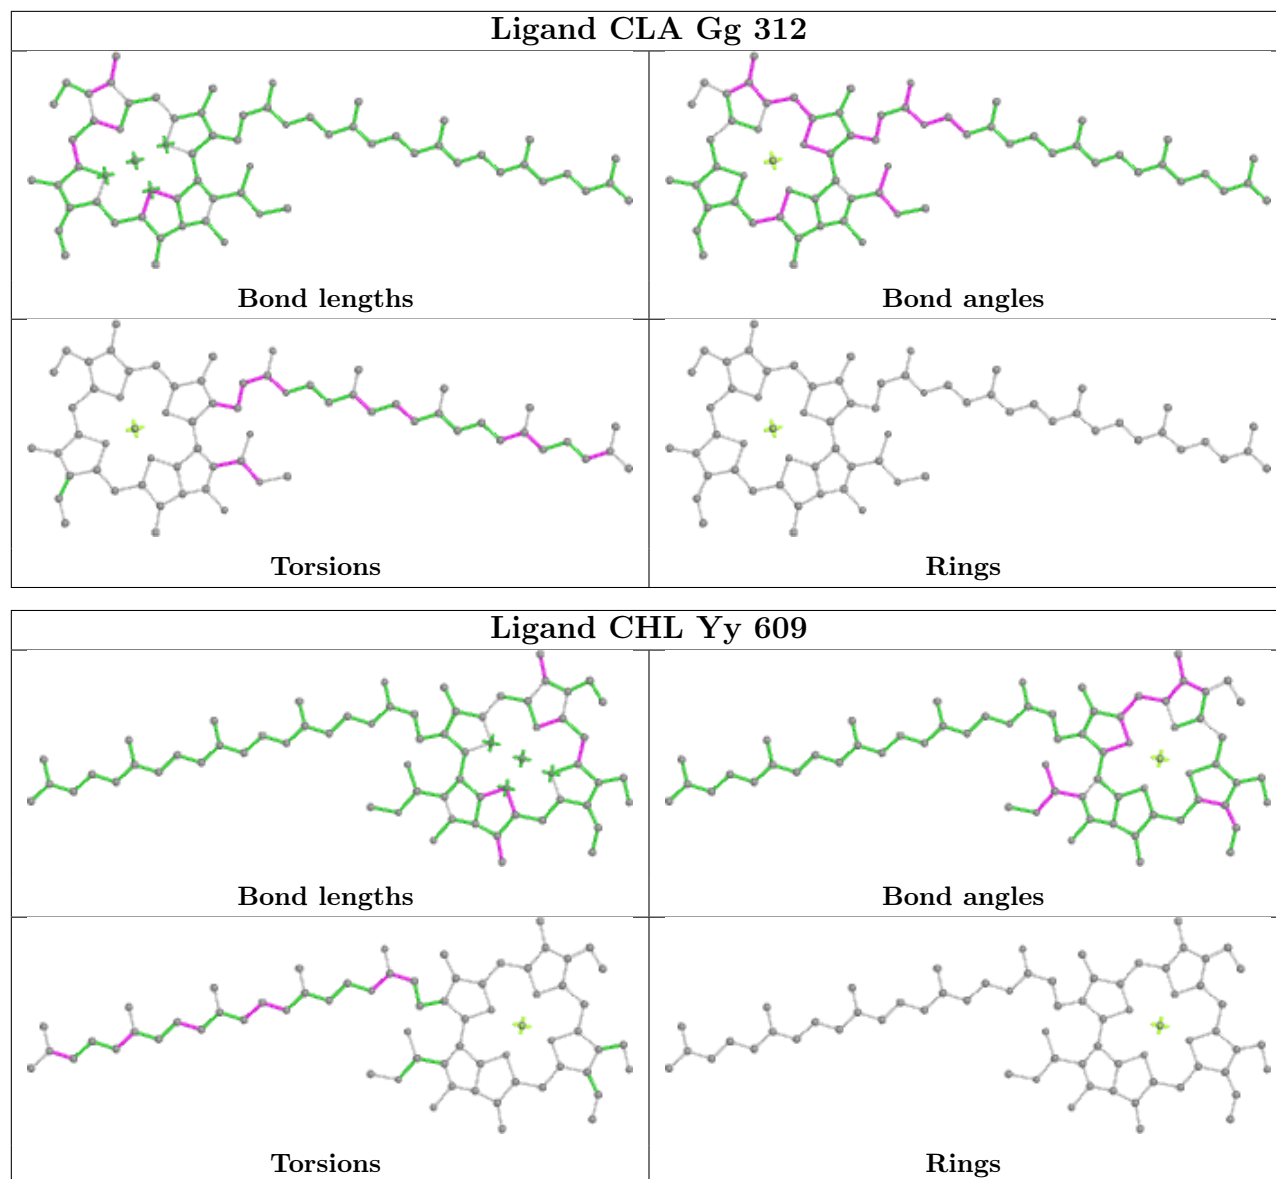 Ligand CLA Gg 312
Bond lengths
Bond angles
Torsions
Rings
Ligand CHL Yy 609
Bond lengths
Bond angles
Torsions
Rings